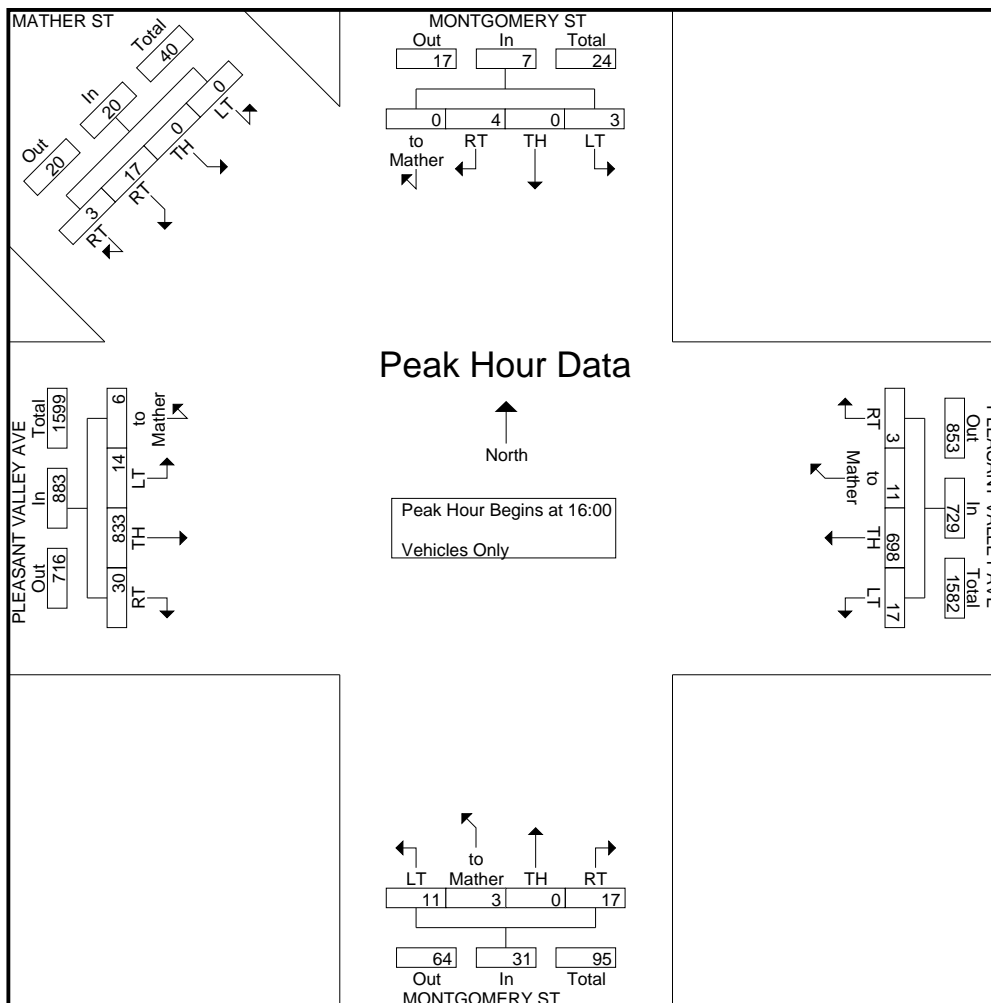 MATHER ST
Total
40
In
20
Out
20
0
LT
0
TH
17
RT
3
RT
MONTGOMERY ST
Out In Total
17 7 24
0 4 0 3
to Mather RT TH LT
Peak Hour Data
North
Peak Hour Begins at 16:00
Vehicles Only
PLEASANT VALLEY AVE
Total
1599
In
883
Out
716
6
to
Mather
14
LT
833
TH
30
RT
PLEASANT VALLEY AVE
Out
853
In
729
Total
1582
RT
3
to
Mather
11
TH
698
LT
17
to
LT Mather TH RT
11 3 0 17
64 31 95
Out In Total
MONTGOMERY ST